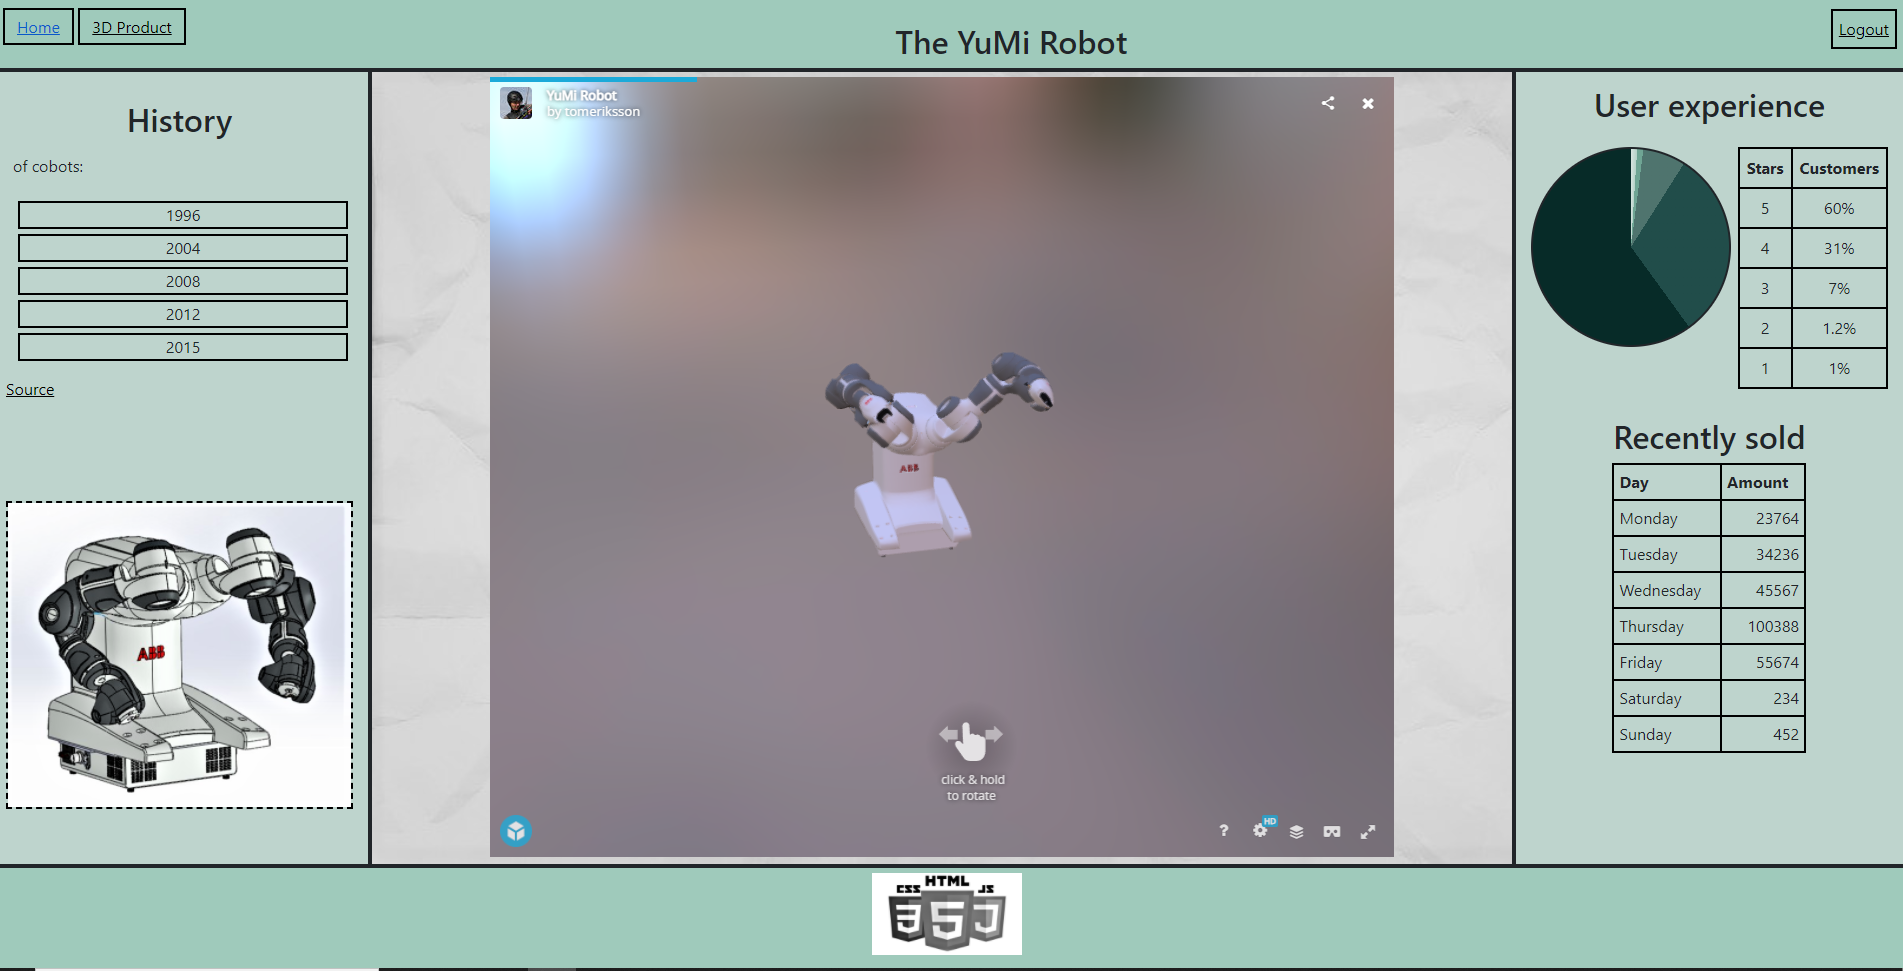 Home
3D Product
The YuMi Robot
Logout
History
of cobots:
1996
2004
2008
2012
2015
Source
ABB
YuMi Robot
by tomeriksson
ABB
click & hold
to rotate
?
HD
User experience
Stars Customers
5 60%
4 31%
3 7%
2 1.2%
1 1%
Recently sold
Day Amount
Monday 23764
Tuesday 34236
Wednesday 45567
Thursday 100388
Friday 55674
Saturday 234
Sunday 452
HTML
CSS JS
3 5 J